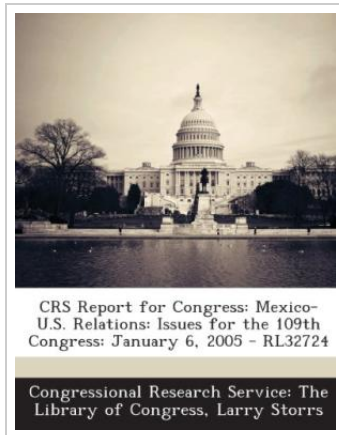 CRS Report for Congress: Mexico-
U.S. Relations: Issues for the 109th
Congress: January 6, 2005 - RL32724
Congressional Research Service: The
Library of Congress, Larry Storrs